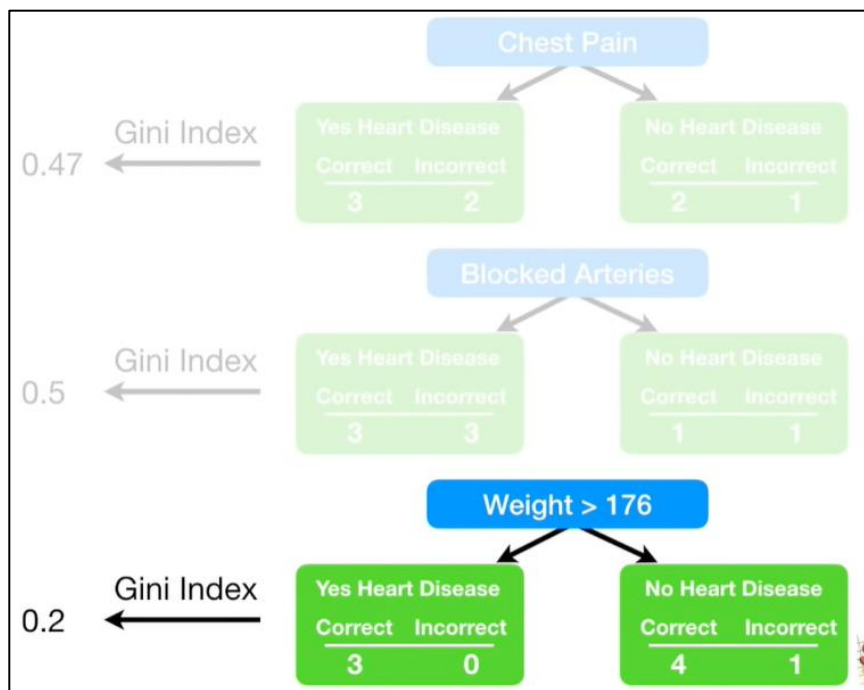 Chest Pain
Gini Index
0.47
Yes Heart Disease
Correct Incorrect
3 2
No Heart Disease
Correct Incorrect
2 1
Blocked Arteries
Gini Index
0.5
Yes Heart Disease
Correct Incorrect
3 3
No Heart Disease
Correct Incorrect
1 1
Weight > 176
Gini Index
0.2
Yes Heart Disease
Correct Incorrect
3 0
No Heart Disease
Correct Incorrect
4 1